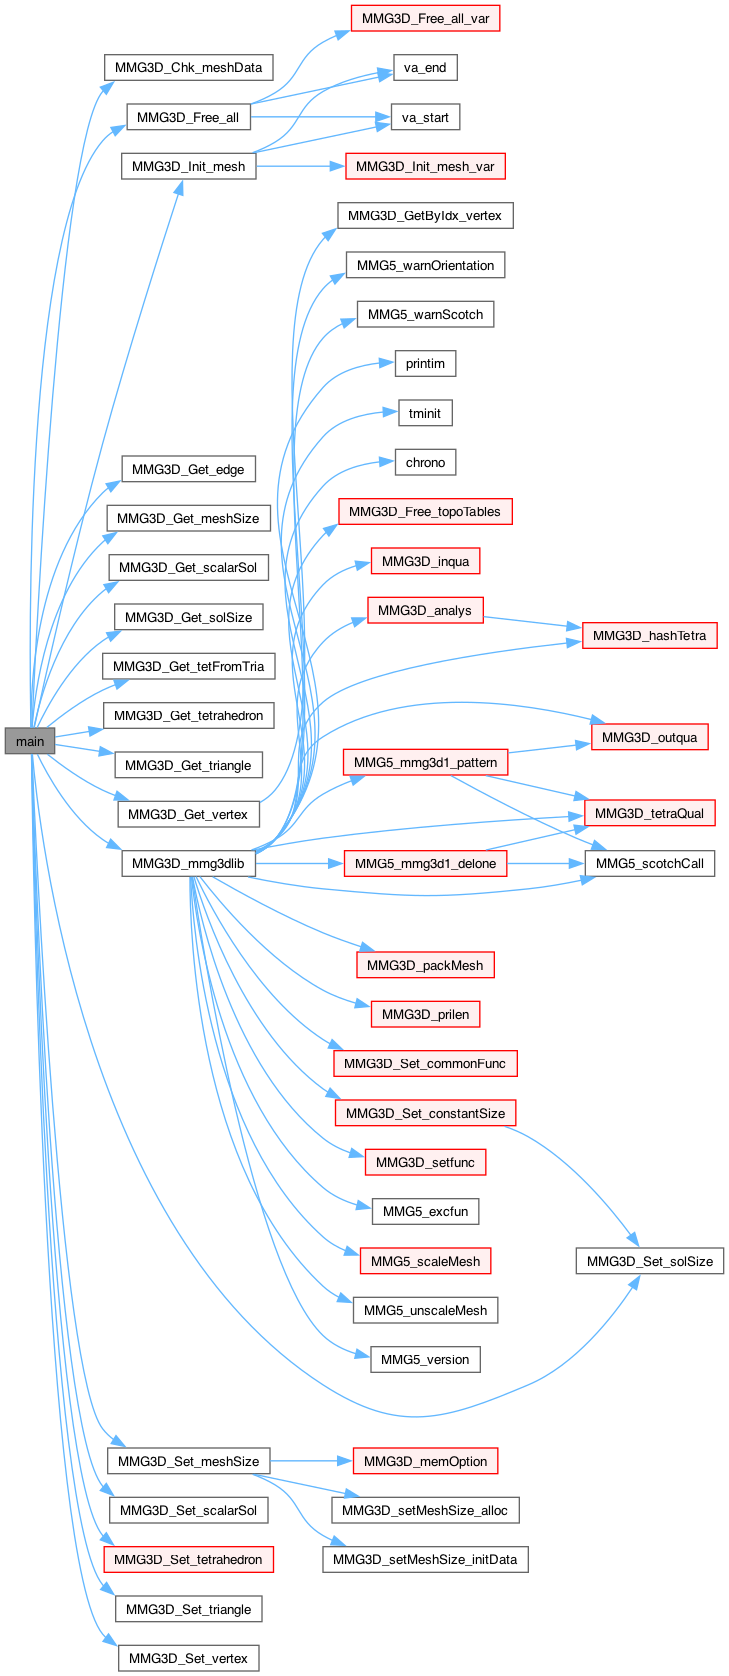 MMG3D_Free_all_var
MMG3D_Chk_meshData
va_end
MMG3D_Free_all
va_start
MMG3D_Init_mesh
MMG3D_Init_mesh_var
MMG3D_GetByIdx_vertex
MMG5_warnOrientation
MMG5_warnScotch
printim
tminit
chrono
MMG3D_Get_edge
MMG3D_Get_meshSize
MMG3D_Free_topoTables
MMG3D_Get_scalarSol
MMG3D_inqua
MMG3D_Get_solSize
MMG3D_analys
MMG3D_hashTetra
MMG3D_Get_tetFromTria
MMG3D_Get_tetrahedron
main
MMG3D_outqua
MMG3D_Get_triangle
MMG5_mmg3d1_pattern
MMG3D_Get_vertex
MMG3D_tetraQual
MMG3D_mmg3dlib
MMG5_mmg3d1_delone
MMG5_scotchCall
MMG3D_packMesh
MMG3D_prilen
MMG3D_Set_commonFunc
MMG3D_Set_constantSize
MMG3D_setfunc
MMG5_excfun
MMG5_scaleMesh
MMG3D_Set_solSize
MMG5_unscaleMesh
MMG5_version
MMG3D_Set_meshSize
MMG3D_memOption
MMG3D_Set_scalarSol
MMG3D_setMeshSize_alloc
MMG3D_Set_tetrahedron
MMG3D_setMeshSize_initData
MMG3D_Set_triangle
MMG3D_Set_vertex